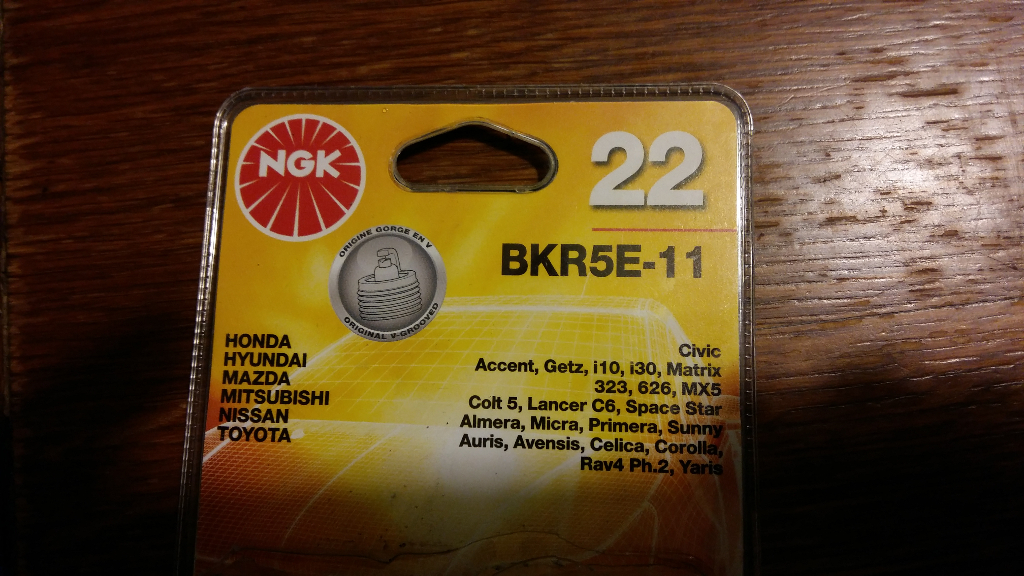 NGK
22
BKR5E-11
ORIGINE GORGE EN V
ORIGINAL V-GROOVED
HONDA
HYUNDAI
MAZDA
MITSUBISHI
NISSAN
TOYOTA
Civic
Accent, Getz, i10, i30, Matrix
323, 626, MX5
Colt 5, Lancer C6, Space Star
Almera, Micra, Primera, Sunny
Auris, Avensis, Celica, Corolla,
Rav4 Ph.2, Yaris